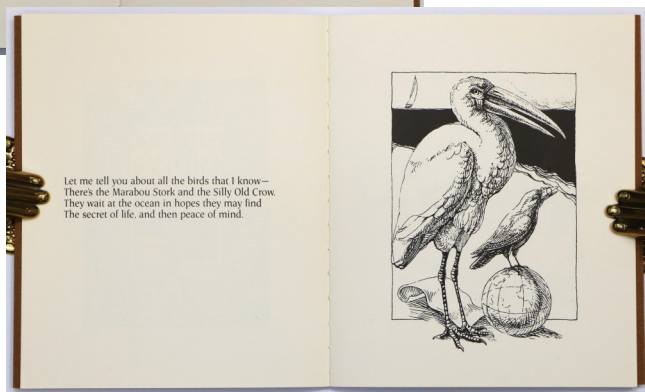 Let me tell you about all the birds that I know—
There's the Marabou Stork and the Silly Old Crow.
They wait at the ocean in hopes they may find
The secret of life, and then peace of mind.